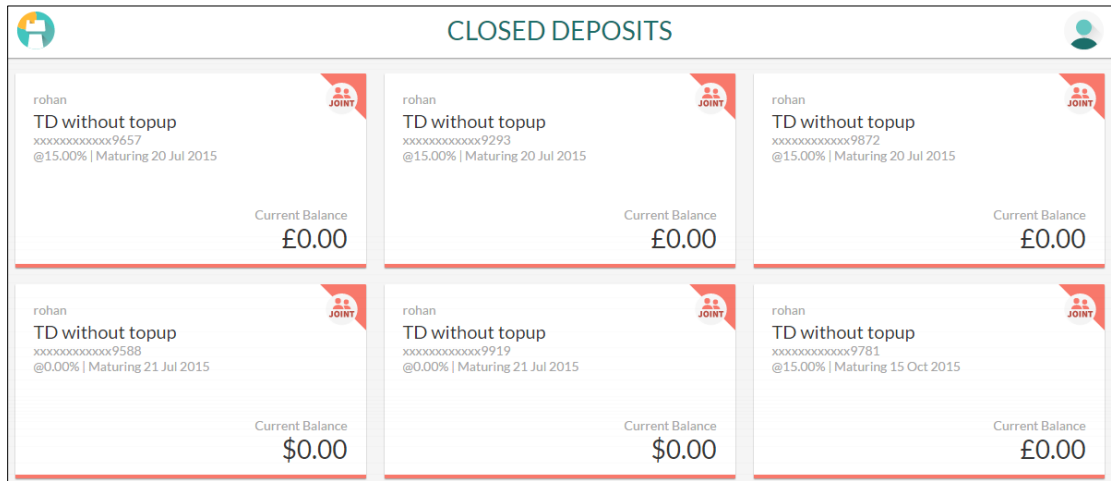 CLOSED DEPOSITS
rohan
JOINT
TD without topup
xxxxxxxxxxxx9657
@15.00% | Maturing 20 Jul 2015
Current Balance
£0.00
rohan
JOINT
TD without topup
xxxxxxxxxxxx9293
@15.00% | Maturing 20 Jul 2015
Current Balance
£0.00
rohan
JOINT
TD without topup
xxxxxxxxxxxx9872
@15.00% | Maturing 20 Jul 2015
Current Balance
£0.00
rohan
JOINT
TD without topup
xxxxxxxxxxxx9588
@0.00% | Maturing 21 Jul 2015
Current Balance
$0.00
rohan
JOINT
TD without topup
xxxxxxxxxxxx9919
@0.00% | Maturing 21 Jul 2015
Current Balance
$0.00
rohan
JOINT
TD without topup
xxxxxxxxxxxx9781
@15.00% | Maturing 15 Oct 2015
Current Balance
£0.00